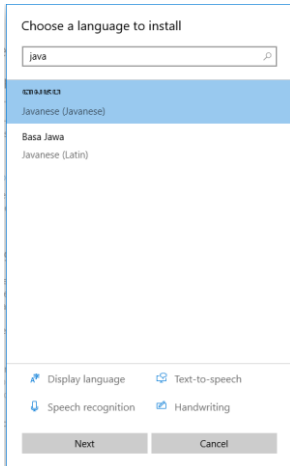 Choose a language to install
java
Javanese (Javanese)
Basa Jawa
Javanese (Latin)
Display language
Text-to-speech
Speech recognition
Handwriting
Next
Cancel